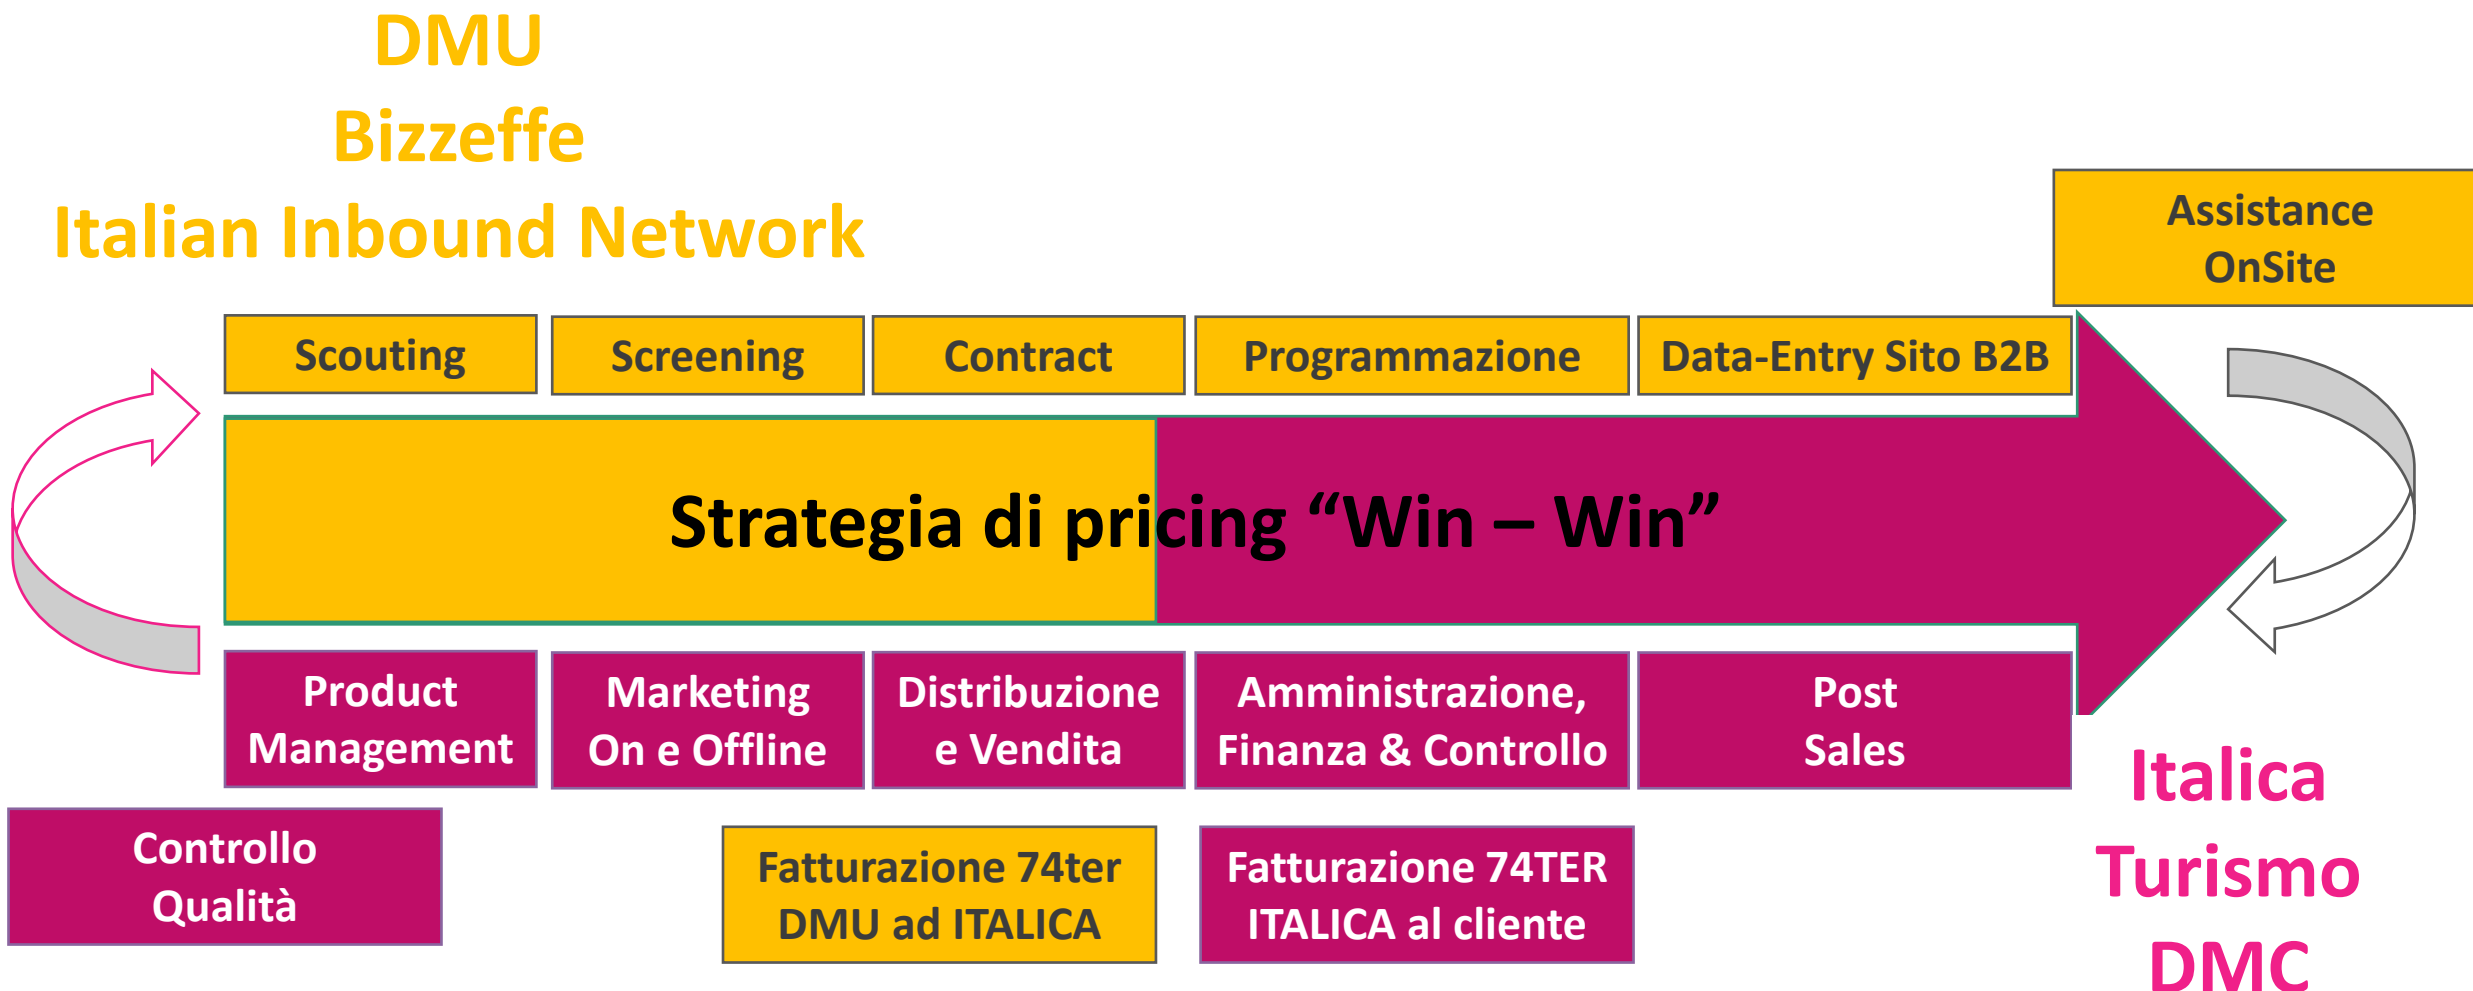 DMU
Bizzeffe
Italian Inbound Network
Assistance
OnSite
Scouting
Screening
Contract
Programmazione
Data-Entry Sito B2B
Strategia di pricing “Win – Win”
Product
Management
Marketing
On e Offline
Distribuzione
e Vendita
Amministrazione,
Finanza & Controllo
Post
Sales
Controllo
Qualità
Fatturazione 74ter
DMU ad ITALICA
Fatturazione 74TER
ITALICA al cliente
Italica
Turismo
DMC